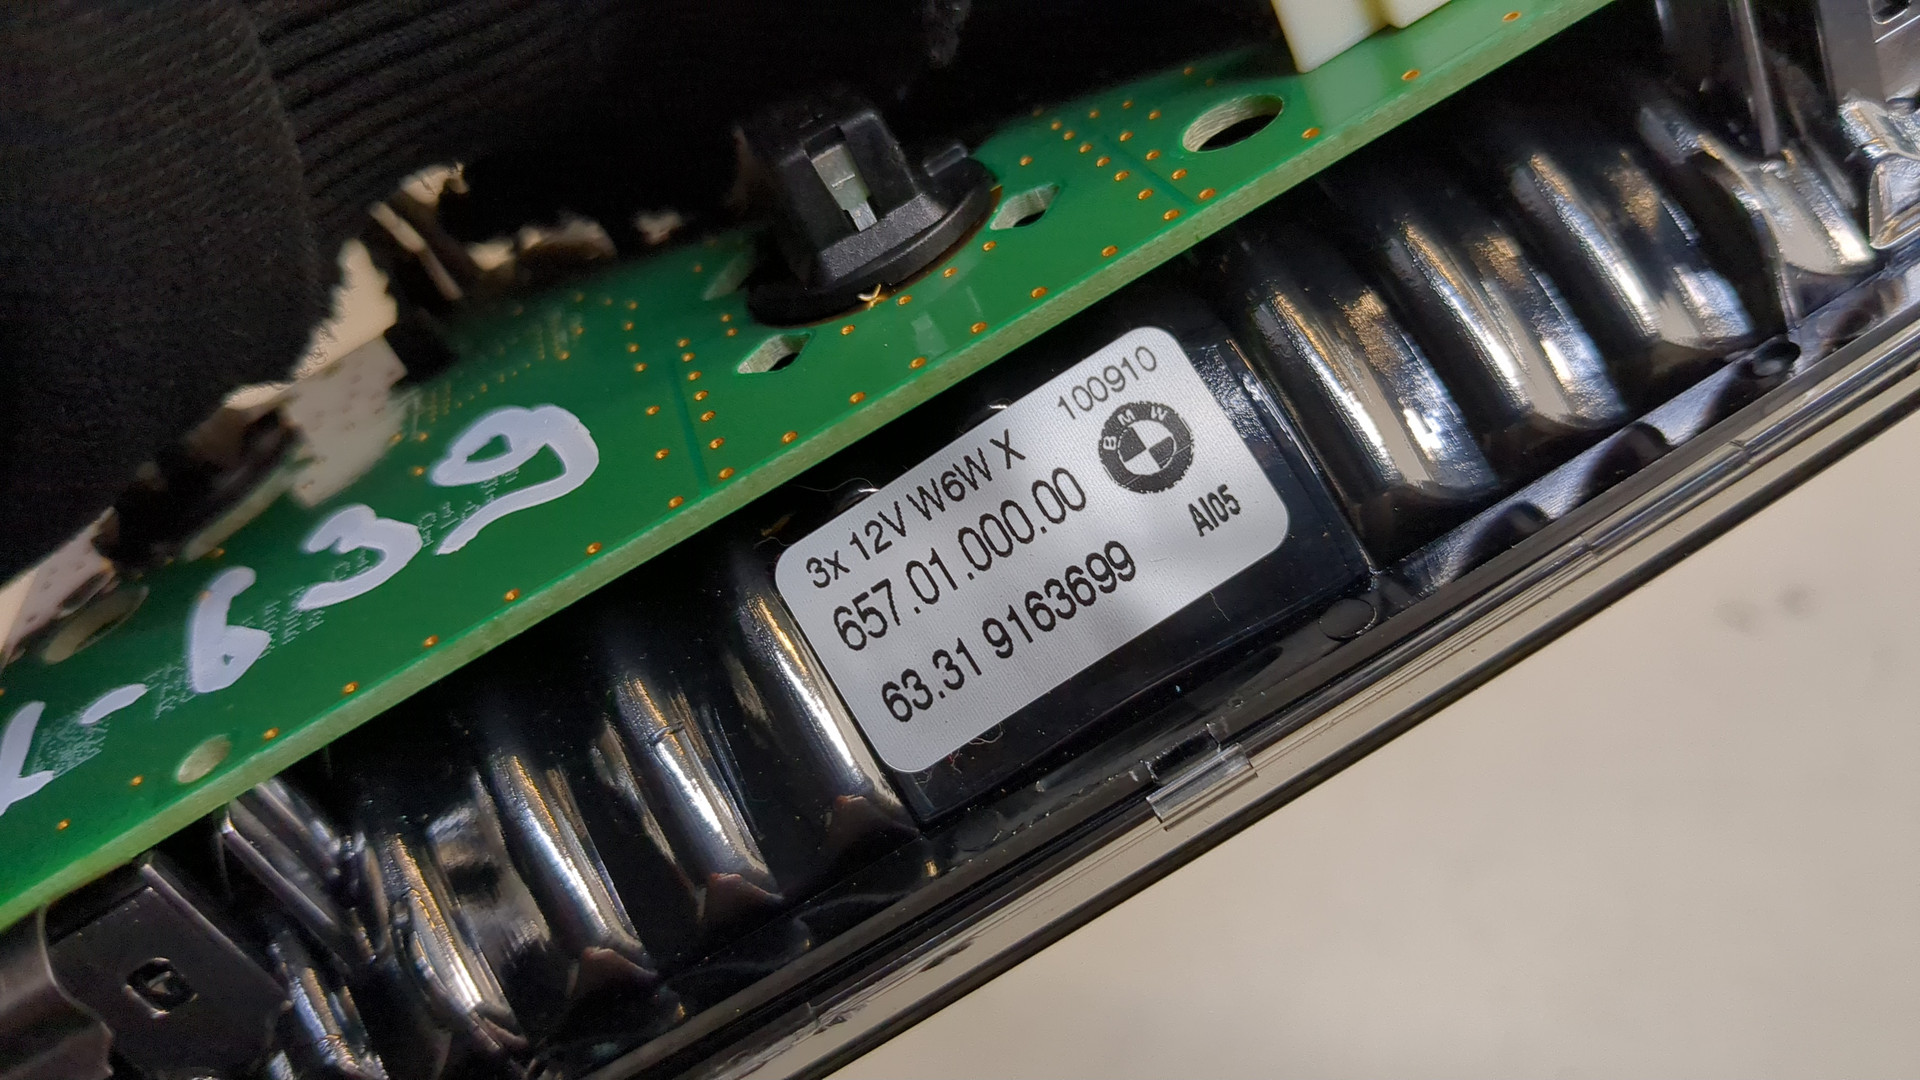 100910
3x 12V W6W X
657.01.000.00
BMW
63.31 9163699
AI05
-639